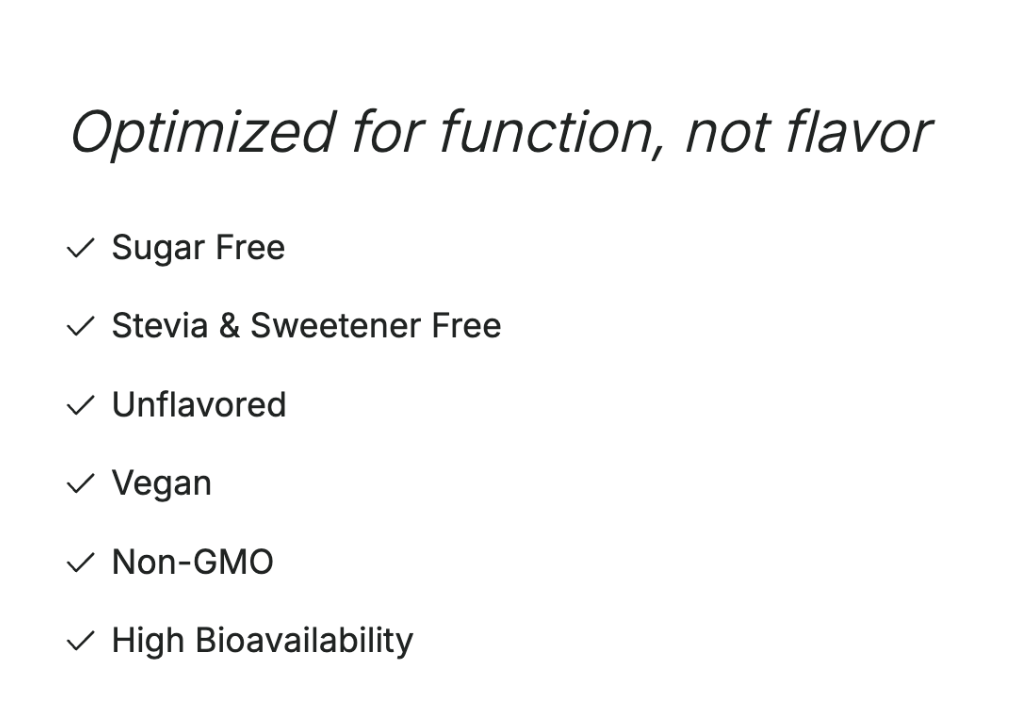 Optimized for function, not flavor
Sugar Free
Stevia & Sweetener Free
Unflavored
Vegan
Non-GMO
High Bioavailability